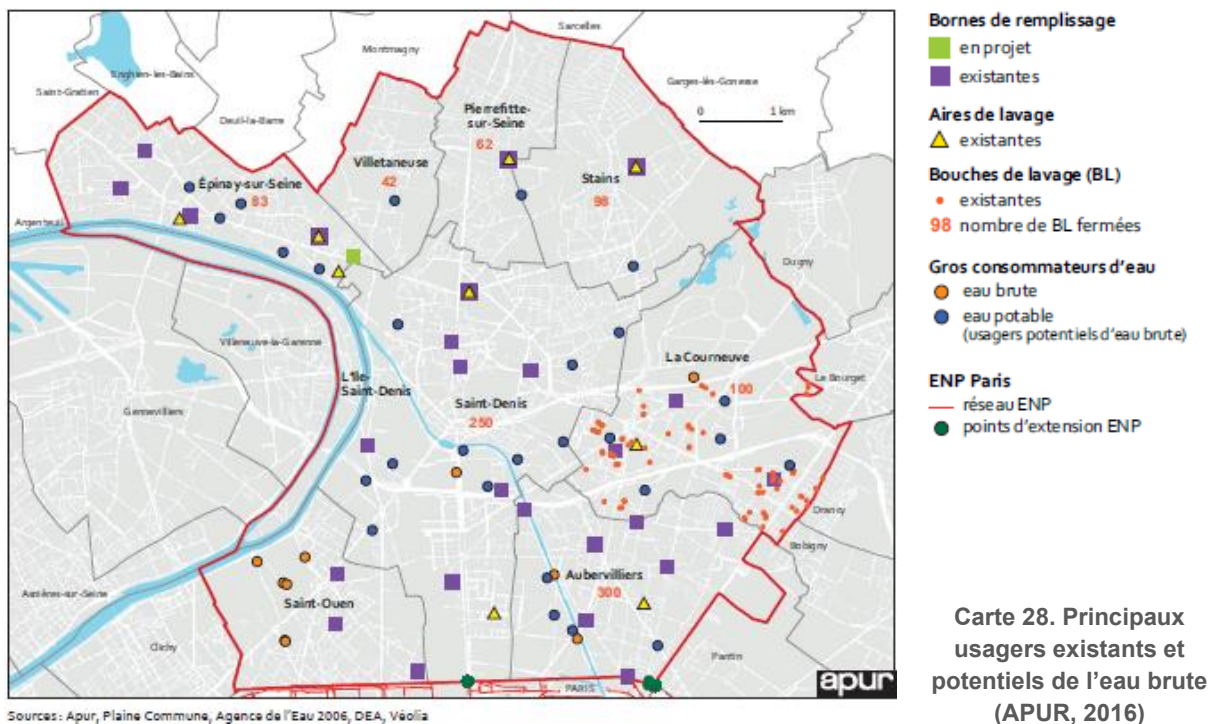 Sarcelles
Montmagny
Enghien-les-Bains
Garges-lès-Gonesse
Saint-Gratien
Pierrefitte-
sur-Seine
62
0 1 km
Deuil-la-Barre
Villetaneuse
42
Stains
98
Épinay-sur-Seine
83
Argenteuil
Dugny
Villeneuve-la-Garenne
La Courneuve
100
Le Bourget
L'Île-
Saint-Denis
Gennevilliers
Saint-Denis
250
Drancy
Bobigny
Asnières-sur-Seine
Aubervilliers
300
Saint-Ouen
Clichy
Pantin
PARIS
apur
Sources : Apur, Plaine Commune, Agence de l'Eau 2006, DEA, Véolia
Bornes de remplissage
en projet
existantes
Aires de lavage
existantes
Bouches de lavage (BL)
existantes
98 nombre de BL fermées
Gros consommateurs d'eau
eau brute
eau potable
(usagers potentiels d'eau brute)
ENP Paris
réseau ENP
points d'extension ENP
Carte 28. Principaux
usagers existants et
potentiels de l'eau brute
(APUR, 2016)